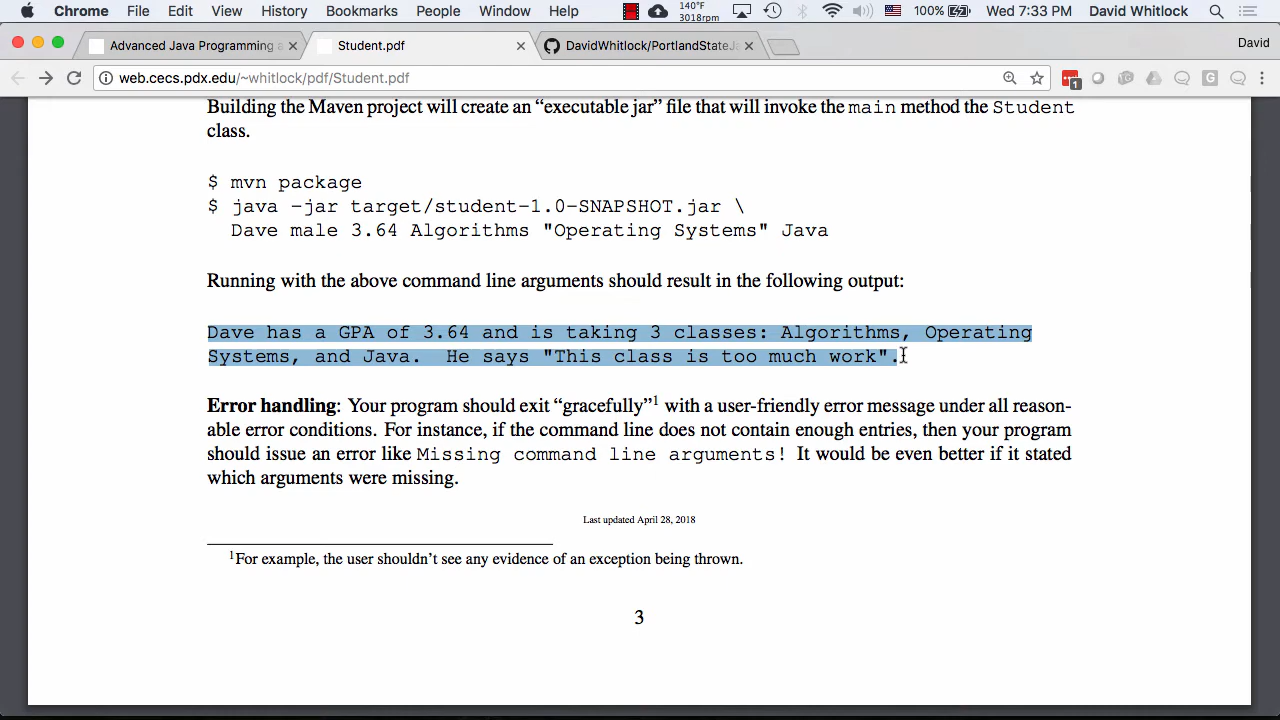 Chrome File Edit View History Bookmarks People Window Help 140°F 3018rpm 100% Wed 7:33 PM David Whitlock
Advanced Java Programming Student.pdf DavidWhitlock/PortlandStateJa David
web.cecs.pdx.edu/~whitlock/pdf/Student.pdf 1 G
Building the Maven project will create an “executable jar” file that will invoke the main method the Student
class.
$ mvn package
$ java -jar target/student-1.0-SNAPSHOT.jar \
Dave male 3.64 Algorithms "Operating Systems" Java
Running with the above command line arguments should result in the following output:
Dave has a GPA of 3.64 and is taking 3 classes: Algorithms, Operating
Systems, and Java. He says "This class is too much work".
Error handling: Your program should exit “gracefully”1 with a user-friendly error message under all reason-
able error conditions. For instance, if the command line does not contain enough entries, then your program
should issue an error like Missing command line arguments! It would be even better if it stated
which arguments were missing.
Last updated April 28, 2018
1For example, the user shouldn’t see any evidence of an exception being thrown.
3